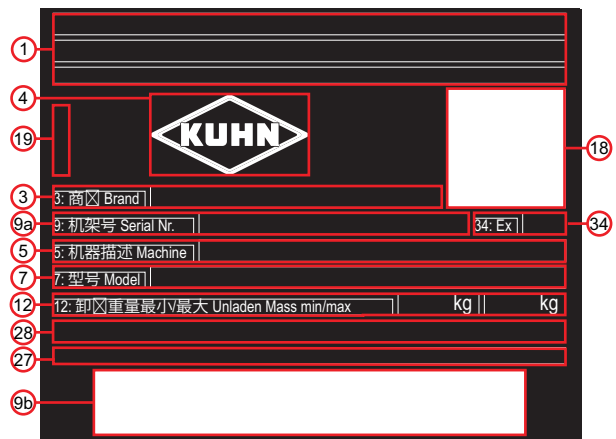 1
4
KUHN
19
18
3
3: 商☒ Brand
9a
9: 机架号 Serial Nr.
34: Ex
34
5
5: 机器描述 Machine
7
7: 型号 Model
12
12: 卸☒重量最小/最大 Unladen Mass min/max kg kg
28
27
9b